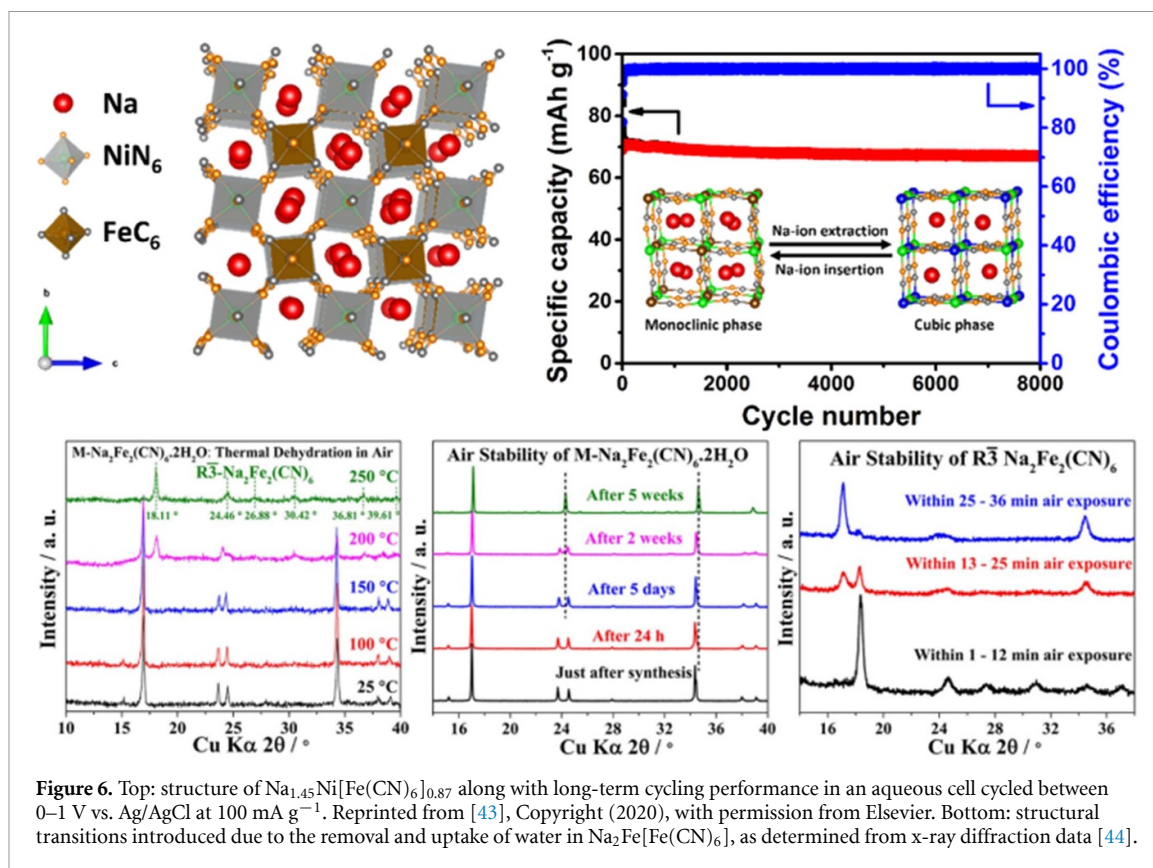 Na
NiN₆
FeC₆
b
c
Specific capacity (mAh g⁻¹)
100
80
60
40
20
0
Na-ion extraction
Na-ion insertion
Monoclinic phase
Cubic phase
0 2000 4000 6000 8000
Cycle number
100
80
60
40
20
0
Coulombic efficiency (%)
M-Na₂Fe₂(CN)₆.2H₂O: Thermal Dehydration in Air
R3̅-Na₂Fe₂(CN)₆
250 °C
18.11 ° 24.46 ° 26.88 ° 30.42 ° 36.81 ° 39.61 °
200 °C
150 °C
100 °C
25 °C
Intensity / a. u.
10 20 30 40
Cu Kα 2θ / °
Air Stability of M-Na₂Fe₂(CN)₆.2H₂O
After 5 weeks
After 2 weeks
After 5 days
After 24 h
Just after synthesis
Intensity / a. u.
16 20 24 28 32 36 40
Cu Kα 2θ / °
Air Stability of R3̅ Na₂Fe₂(CN)₆
Within 25 - 36 min air exposure
Within 13 - 25 min air exposure
Within 1 - 12 min air exposure
Intensity / a. u.
16 20 24 28 32 36
Cu Kα 2θ / °
Figure 6. Top: structure of Na₁.₄₅Ni[Fe(CN)₆]₀.₈₇ along with long-term cycling performance in an aqueous cell cycled between
0–1 V vs. Ag/AgCl at 100 mA g⁻¹. Reprinted from [43], Copyright (2020), with permission from Elsevier. Bottom: structural
transitions introduced due to the removal and uptake of water in Na₂Fe[Fe(CN)₆], as determined from x-ray diffraction data [44].